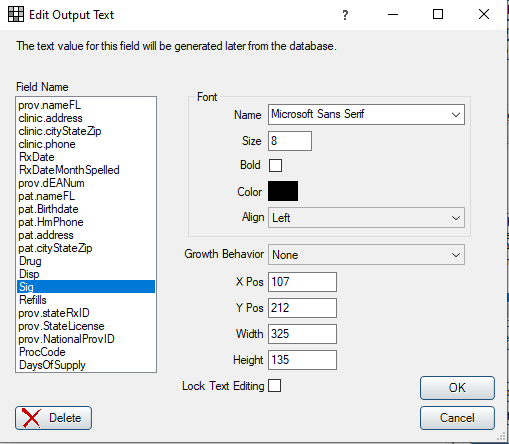 Edit Output Text
?
The text value for this field will be generated later from the database.
Field Name
prov.nameFL
clinic.address
clinic.cityStateZip
clinic.phone
RxDate
RxDateMonthSpelled
prov.dEANum
pat.nameFL
pat.Birthdate
pat.HmPhone
pat.address
pat.cityStateZip
Drug
Disp
Sig
Refills
prov.stateRxID
prov.StateLicense
prov.NationalProvID
ProcCode
DaysOfSupply
Font
Name Microsoft Sans Serif
Size 8
Bold
Color
Align Left
Growth Behavior None
X Pos 107
Y Pos 212
Width 325
Height 135
Lock Text Editing
OK
Delete
Cancel